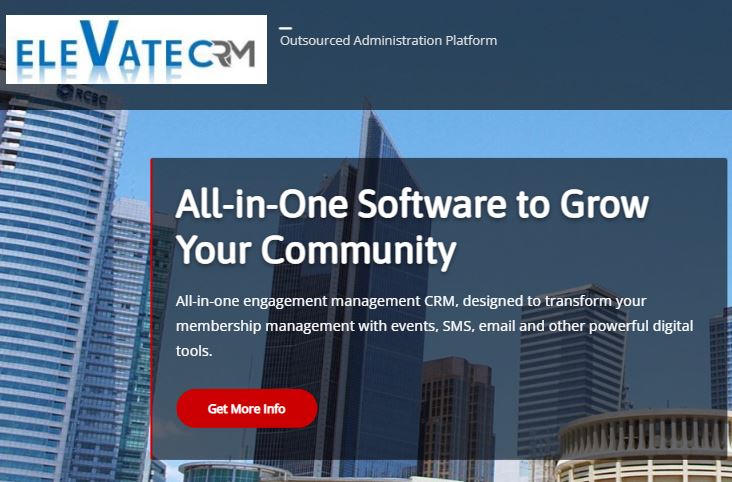 ELEVATECRM
Outsourced Administration Platform
RCBC
All-in-One Software to Grow
Your Community
All-in-one engagement management CRM, designed to transform your
membership management with events, SMS, email and other powerful digital
tools.
Get More Info